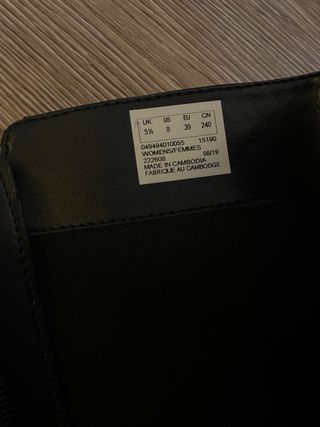 UK US EU CN
5½ 8 39 240
049494010055 15190
WOMENS/FEMMES
222608 06/19
MADE IN CAMBODIA
FABRIQUE AU CAMBODGE